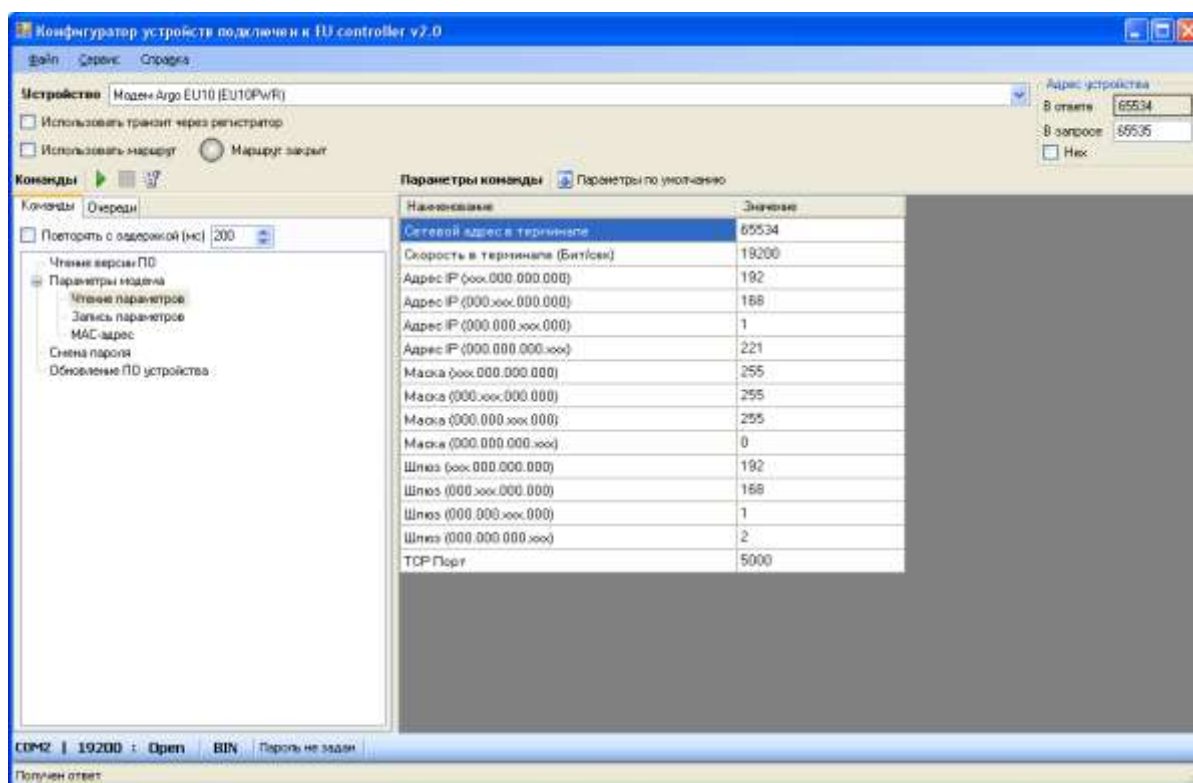 Конфигуратор устройств подключен к EU controller v2.0
Файл Сервис Справка
Устройство Модем Argo EU10 (EU10PWR)
Адрес устройства
Использовать транзит через регистратор
В ответе 65534
Использовать маршрут Маршрут закрыт
В запросе 65535
Hex
Команды
Параметры команды Параметры по умолчанию
Команды Очереди
Повторять с задержкой (мс) 200
Чтение версии ПО
Параметры модема
Чтение параметров
Запись параметров
MAC-адрес
Смена пароля
Обновление ПО устройства
Наименование Значение
Сетевой адрес в терминале 65534
Скорость в терминале (Бит/сек) 19200
Адрес IP (xxx.000.000.000) 192
Адрес IP (000.xxx.000.000) 168
Адрес IP (000.000.xxx.000) 1
Адрес IP (000.000.000.xxx) 221
Маска (xxx.000.000.000) 255
Маска (000.xxx.000.000) 255
Маска (000.000.xxx.000) 255
Маска (000.000.000.xxx) 0
Шлюз (xxx.000.000.000) 192
Шлюз (000.xxx.000.000) 168
Шлюз (000.000.xxx.000) 1
Шлюз (000.000.000.xxx) 2
TCP Порт 5000
COM2 | 19200 : Open BIN Пароль не задан
Получен ответ